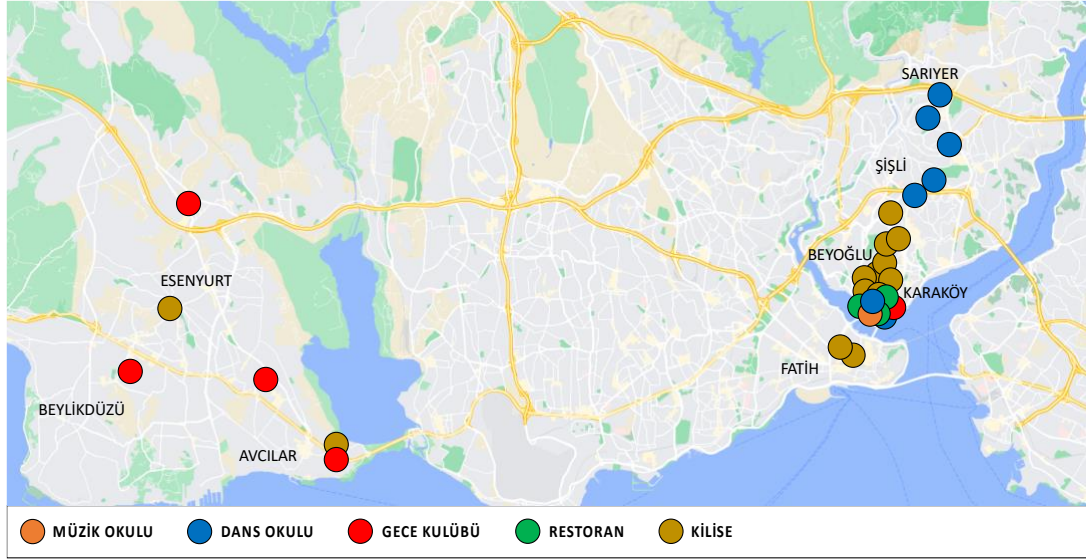 SARIYER
ŞİŞLİ
BEYOĞLU
KARAKÖY
ESENYURT
FATİH
BEYLİKDÜZÜ
AVCILAR
MÜZİK OKULU DANS OKULU GECE KULÜBÜ RESTORAN KİLİSE